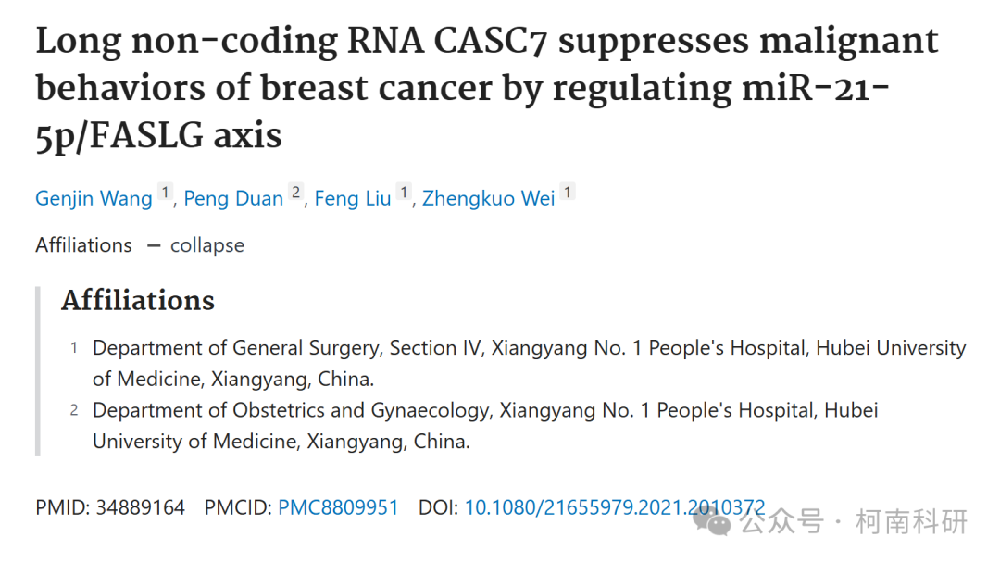 Long non-coding RNA CASC7 suppresses malignant
behaviors of breast cancer by regulating miR-21-
5p/FASLG axis
Genjin Wang 1, Peng Duan 2, Feng Liu 1, Zhengkuo Wei 1
Affiliations — collapse
Affiliations
1 Department of General Surgery, Section IV, Xiangyang No. 1 People's Hospital, Hubei University
of Medicine, Xiangyang, China.
2 Department of Obstetrics and Gynaecology, Xiangyang No. 1 People's Hospital, Hubei
University of Medicine, Xiangyang, China.
PMID: 34889164 PMCID: PMC8809951 DOI: 10.1080/21655979.2021.2010372
公众号 · 柯南科研